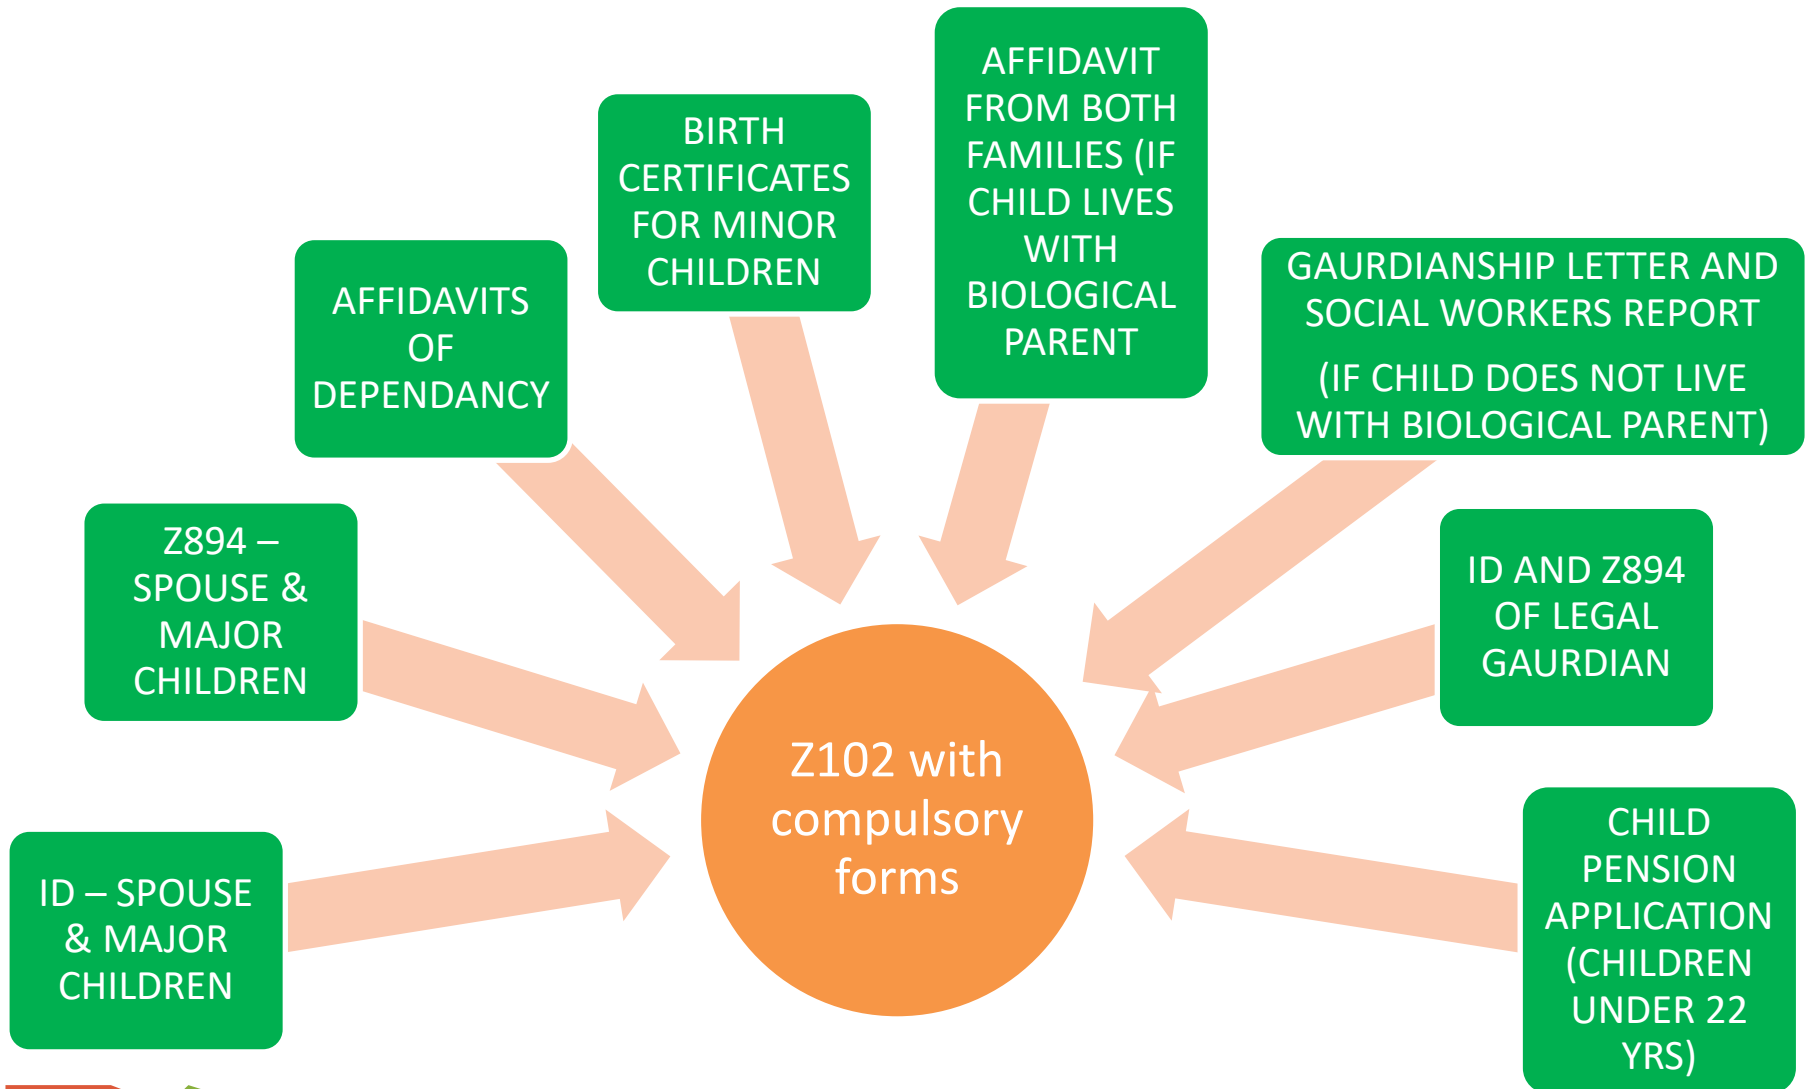 AFFIDAVIT
FROM BOTH
FAMILIES (IF
CHILD LIVES
WITH
BIOLOGICAL
PARENT
BIRTH
CERTIFICATES
FOR MINOR
CHILDREN
AFFIDAVITS
OF
DEPENDANCY
GAURDIANSHIP LETTER AND
SOCIAL WORKERS REPORT
(IF CHILD DOES NOT LIVE
WITH BIOLOGICAL PARENT)
Z894 –
SPOUSE &
MAJOR
CHILDREN
ID AND Z894
OF LEGAL
GAURDIAN
Z102 with
compulsory
forms
ID – SPOUSE
& MAJOR
CHILDREN
CHILD
PENSION
APPLICATION
(CHILDREN
UNDER 22
YRS)